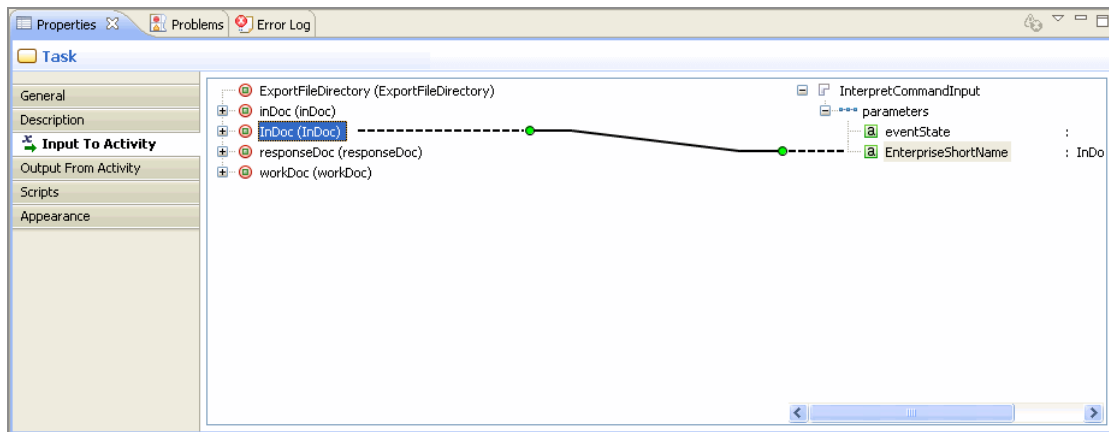 Properties Problems Error Log
Task
General
Description
Input To Activity
Output From Activity
Scripts
Appearance
ExportFileDirectory (ExportFileDirectory)
inDoc (inDoc)
InDoc (InDoc)
responseDoc (responseDoc)
workDoc (workDoc)
InterpretCommandInput
parameters
a eventState :
a EnterpriseShortName : InDo